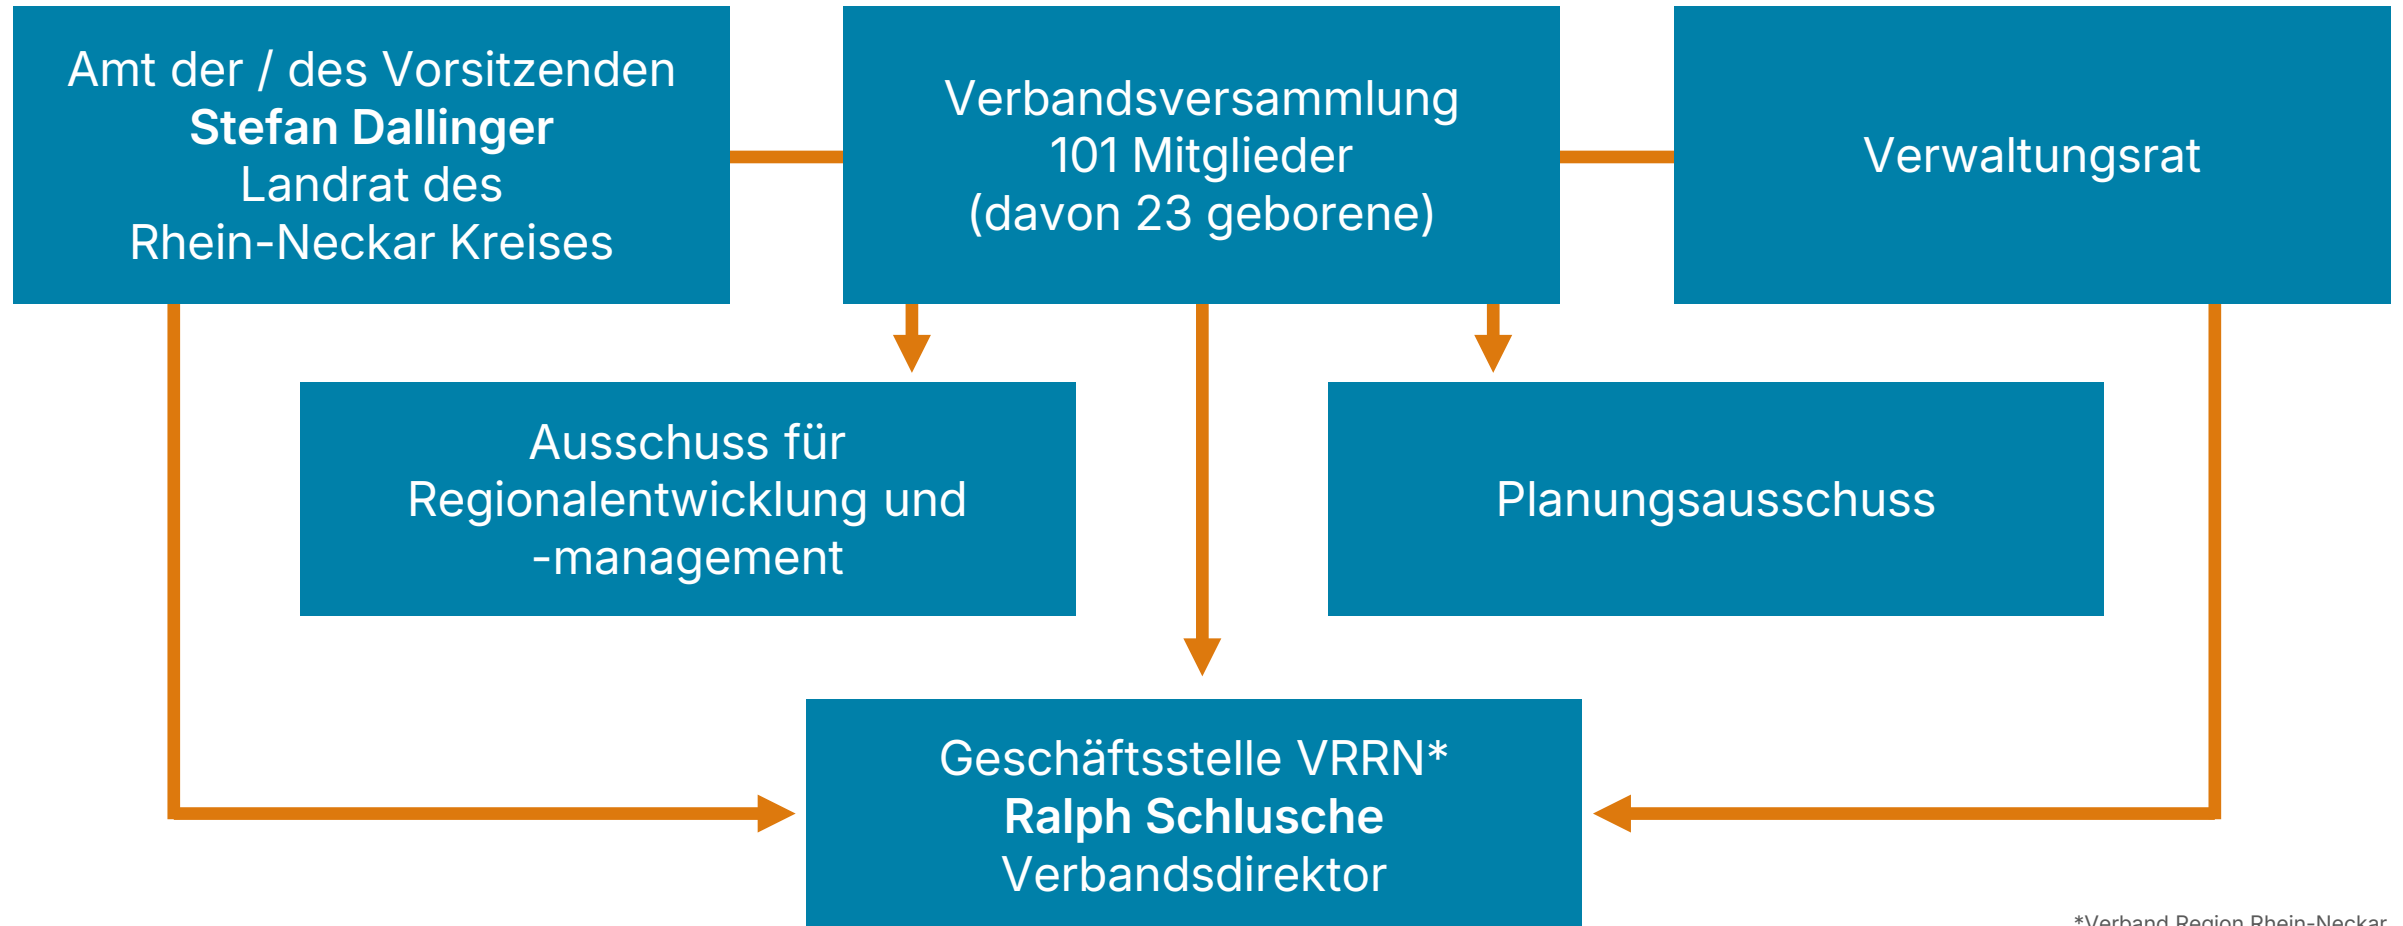 Amt der / des Vorsitzenden
Stefan Dallinger
Landrat des
Rhein-Neckar Kreises
Verbandsversammlung
101 Mitglieder
(davon 23 geborene)
Verwaltungsrat
Ausschuss für
Regionalentwicklung und
-management
Planungsausschuss
Geschäftsstelle VRRN*
Ralph Schlusche
Verbandsdirektor
*Verband Region Rhein-Neckar